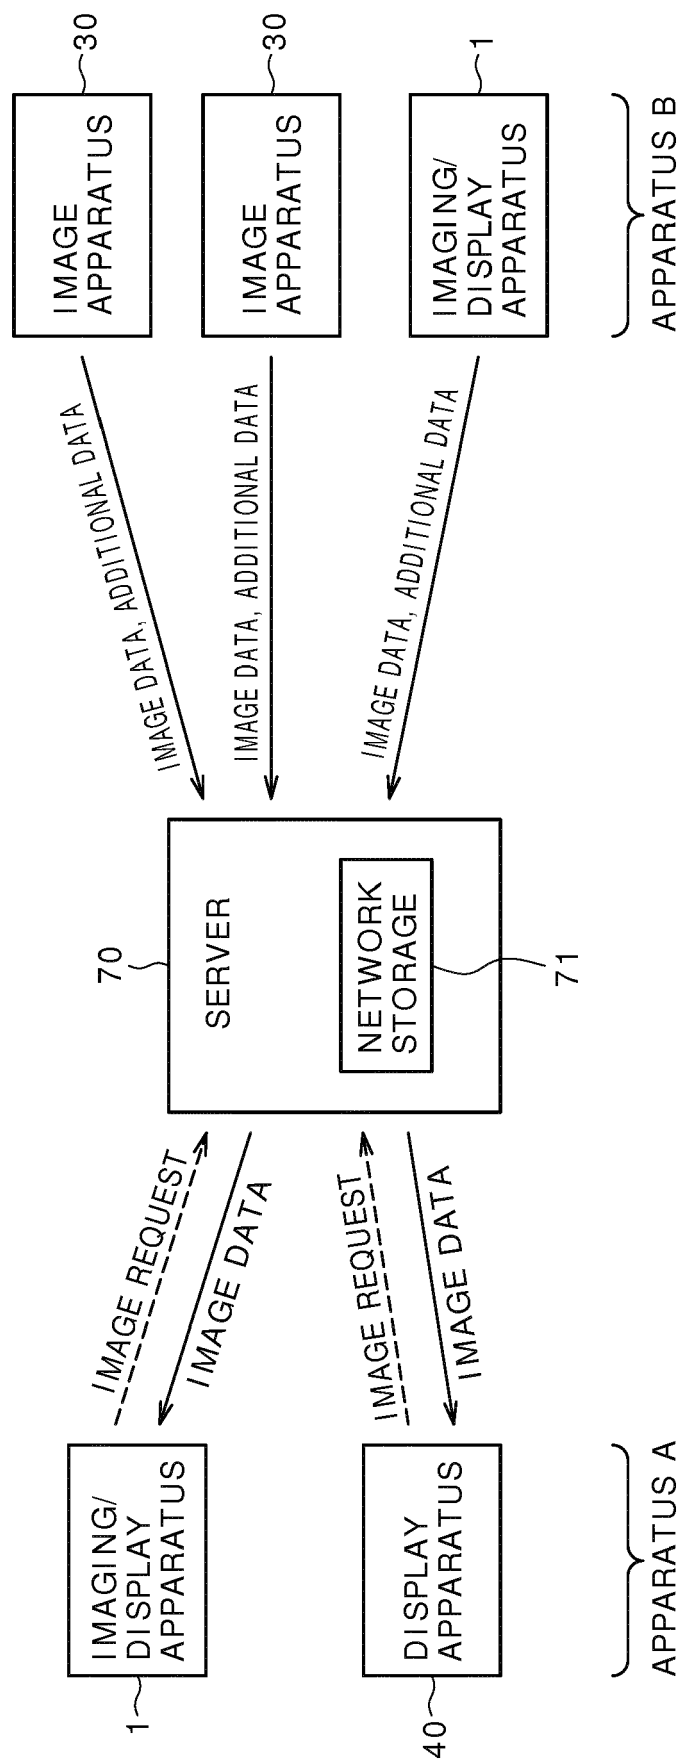 1
IMAGING/
DISPLAY
APPARATUS
40
DISPLAY
APPARATUS
APPARATUS A
IMAGE REQUEST
IMAGE DATA
IMAGE REQUEST
IMAGE DATA
70
SERVER
NETWORK
STORAGE
71
IMAGE DATA, ADDITIONAL DATA
IMAGE DATA, ADDITIONAL DATA
IMAGE DATA, ADDITIONAL DATA
30
IMAGE
APPARATUS
30
IMAGE
APPARATUS
1
IMAGING/
DISPLAY
APPARATUS
APPARATUS B